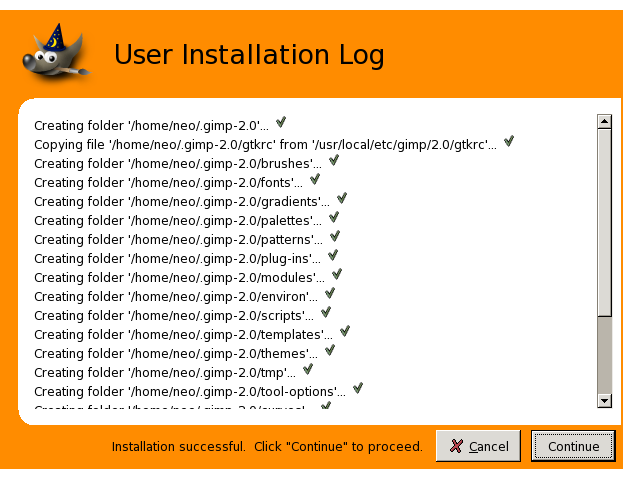 User Installation Log
Creating folder '/home/neo/.gimp-2.0'...
Copying file '/home/neo/.gimp-2.0/gtkrc' from '/usr/local/etc/gimp/2.0/gtkrc'...
Creating folder '/home/neo/.gimp-2.0/brushes'...
Creating folder '/home/neo/.gimp-2.0/fonts'...
Creating folder '/home/neo/.gimp-2.0/gradients'...
Creating folder '/home/neo/.gimp-2.0/palettes'...
Creating folder '/home/neo/.gimp-2.0/patterns'...
Creating folder '/home/neo/.gimp-2.0/plug-ins'...
Creating folder '/home/neo/.gimp-2.0/modules'...
Creating folder '/home/neo/.gimp-2.0/environ'...
Creating folder '/home/neo/.gimp-2.0/scripts'...
Creating folder '/home/neo/.gimp-2.0/templates'...
Creating folder '/home/neo/.gimp-2.0/themes'...
Creating folder '/home/neo/.gimp-2.0/tmp'...
Creating folder '/home/neo/.gimp-2.0/tool-options'...
Creating folder
Installation successful.  Click "Continue" to proceed.
Cancel
Continue